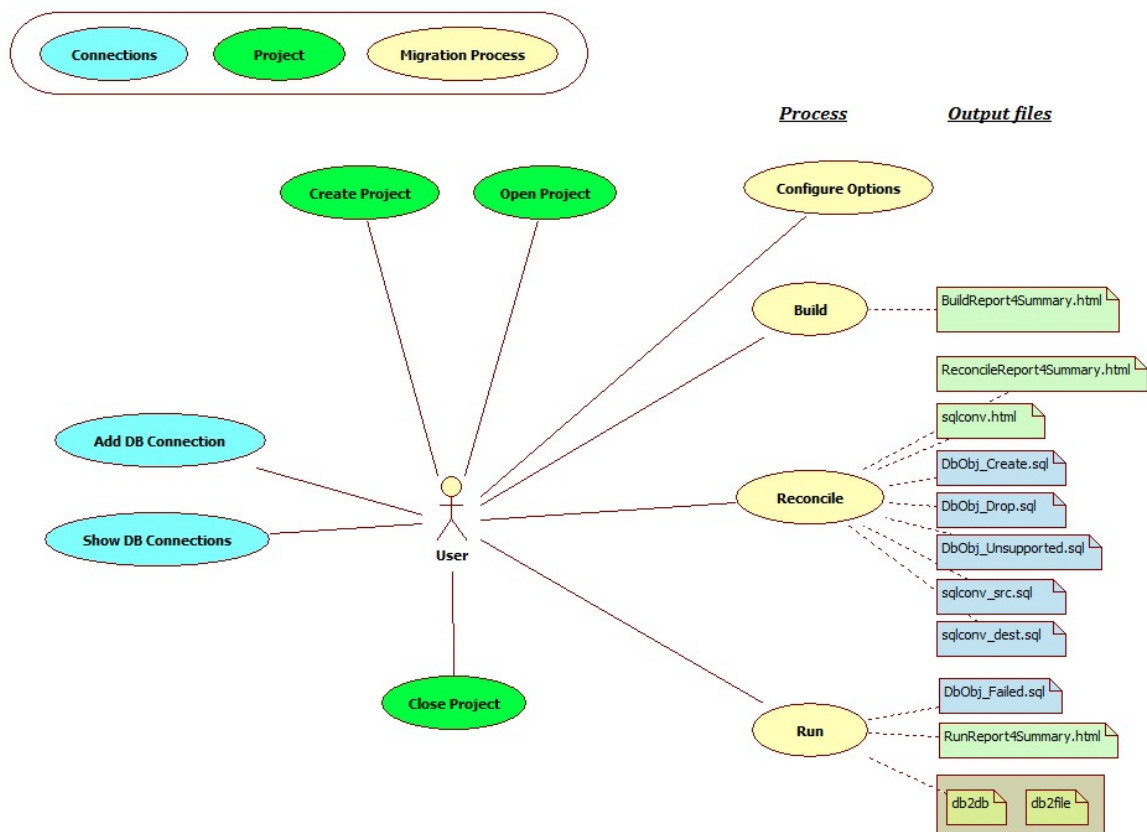 Connections
Project
Migration Process
Process
Output files
Create Project
Open Project
Configure Options
Build
BuildReport4Summary.html
ReconcileReport4Summary.html
sqlconv.html
Add DB Connection
DbObj_Create.sql
Reconcile
DbObj_Drop.sql
Show DB Connections
User
DbObj_Unsupported.sql
sqlconv_src.sql
sqlconv_dest.sql
Close Project
DbObj_Failed.sql
Run
RunReport4Summary.html
db2db
db2file